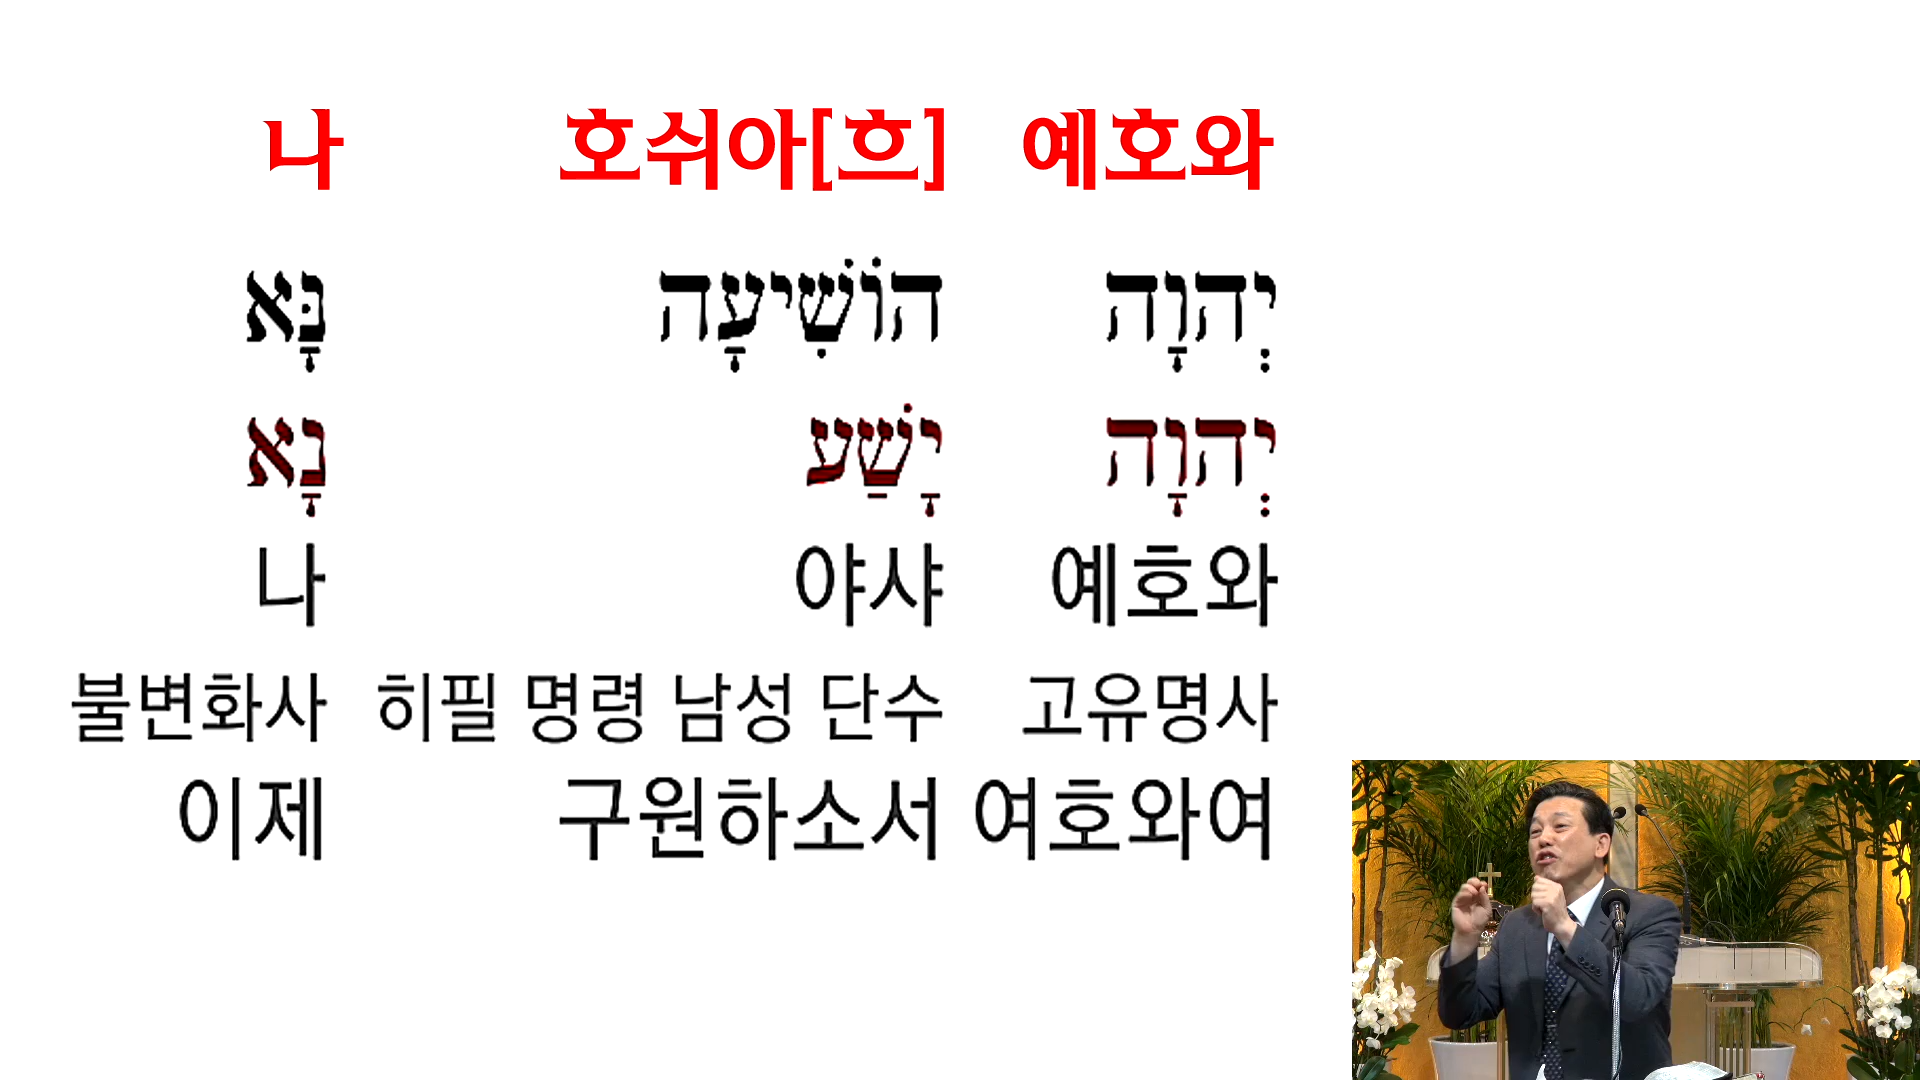 나 호쉬아[흐] 예호와
יְהוָה הוֹשִׁיעָה נָּא
יְהוָה יָשַׁע נָא
나 야샤 예호와
불변화사 히필 명령 남성 단수 고유명사
이제 구원하소서 여호와여